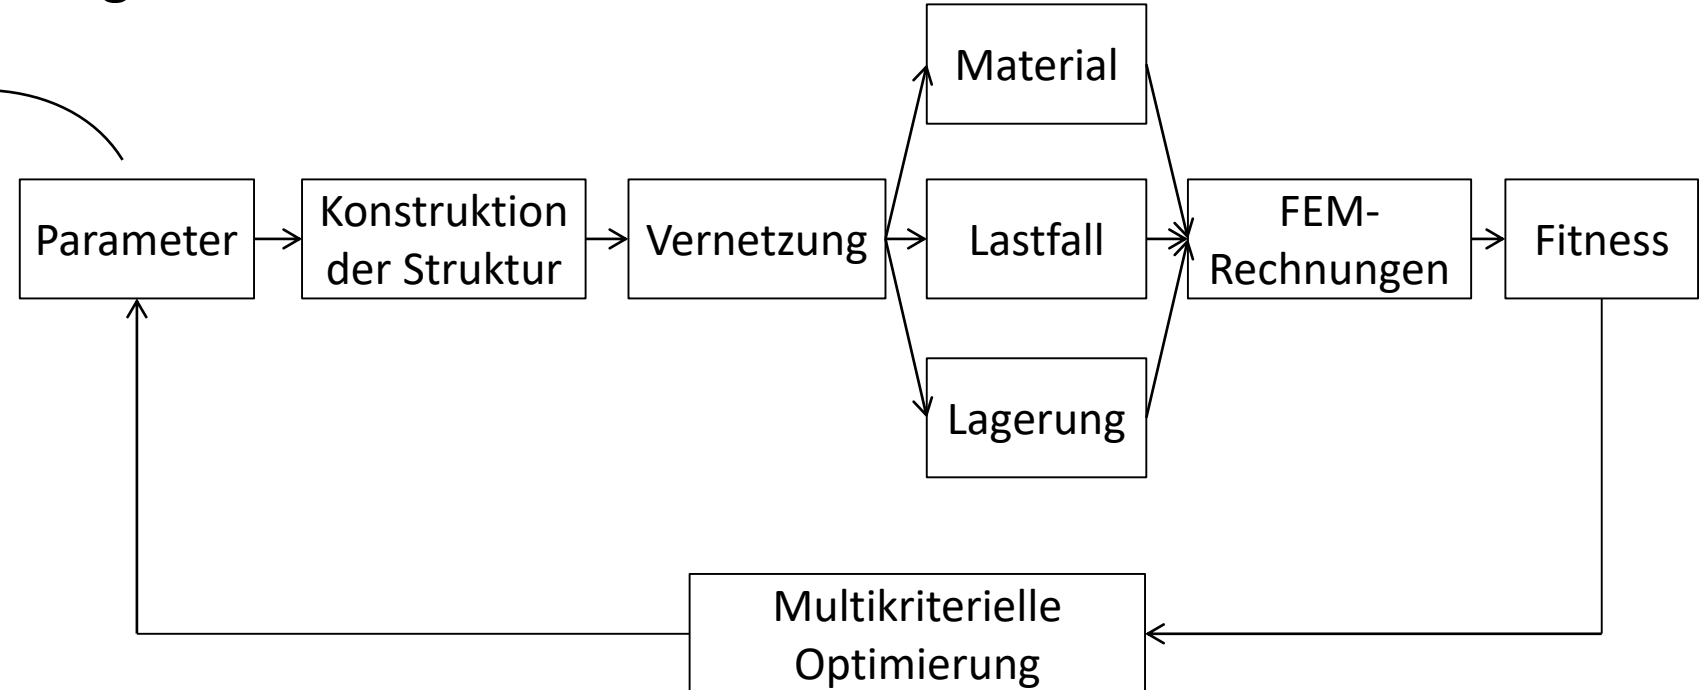 Material
Parameter
Konstruktion
der Struktur
Vernetzung
Lastfall
FEM-
Rechnungen
Fitness
Lagerung
Multikriterielle
Optimierung